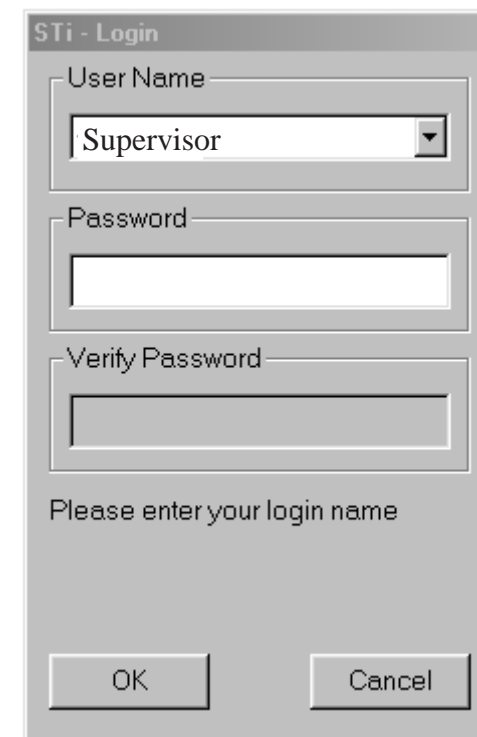 STi - Login
User Name
Supervisor
Password
Verify Password
Please enter your login name
OK
Cancel